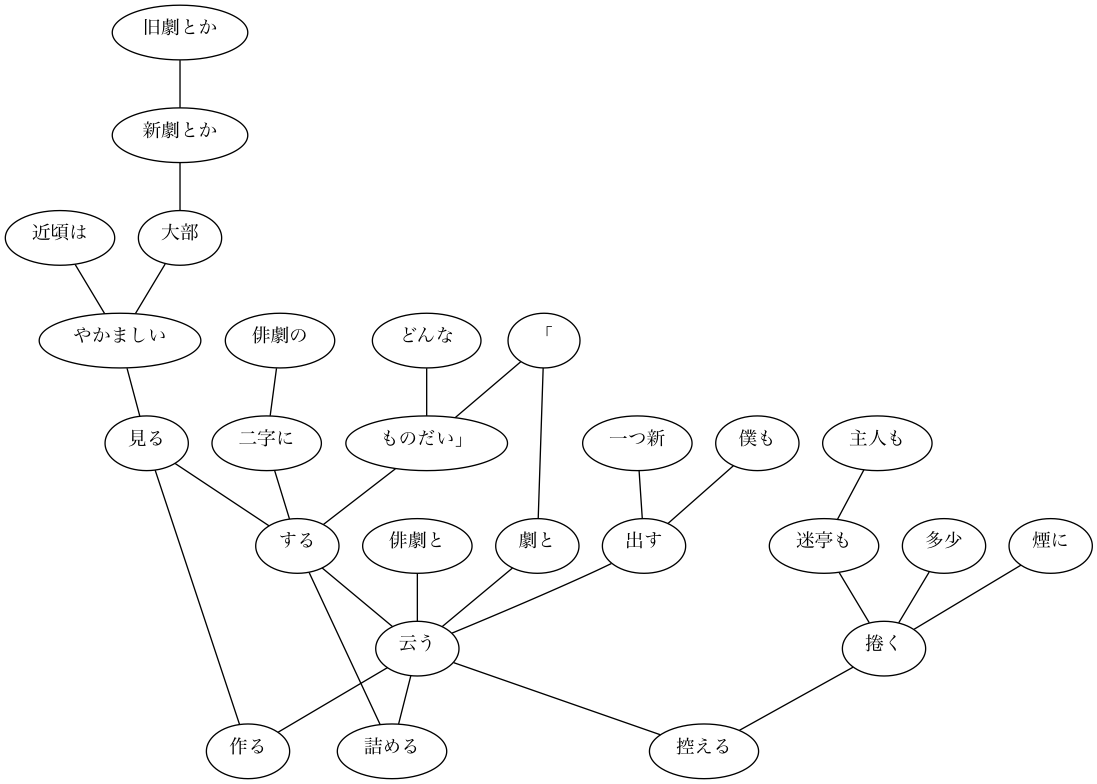 旧劇とか
新劇とか
近頃は
大部
やかましい
俳劇の
どんな
「
見る
二字に
ものだい」
一つ新
僕も
主人も
する
俳劇と
劇と
出す
迷亭も
多少
煙に
云う
捲く
作る
詰める
控える